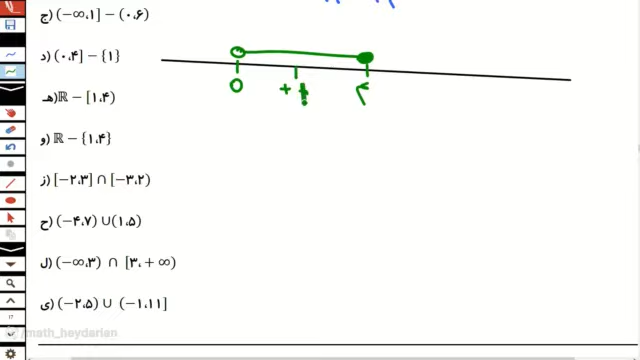 ج) (-∞،۱] − (۰،۶)
د) (۰،۴] − {۱}
0 + ۴
هـ) ℝ − [۱،۴)
و) ℝ − {۱،۴}
ز) [−۲،۳] ∩ [−۳،۲)
ح) (−۴،۷) ∪ (۱،۵)
ل) (−∞،۳) ∩ [۳، +∞)
ی) (−۲،۵) ∪ (−۱،۱۱]
/math_heydarian